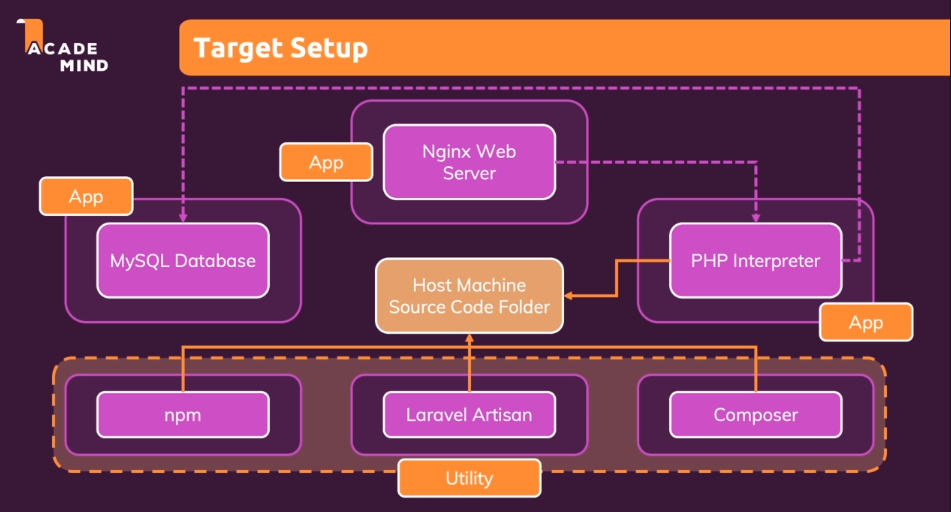 ACADE
MIND
Target Setup
App
Nginx Web
Server
App
MySQL Database
PHP Interpreter
App
Host Machine
Source Code Folder
npm
Laravel Artisan
Composer
Utility